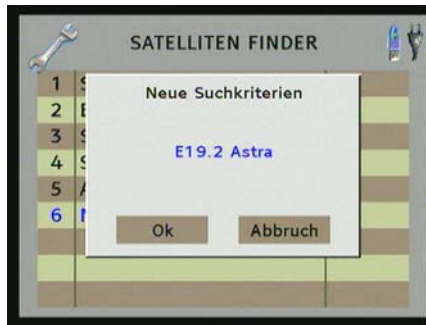 SATELLITEN FINDER
Neue Suchkriterien
1
2
3
4
5
6
E19.2 Astra
Ok Abbruch